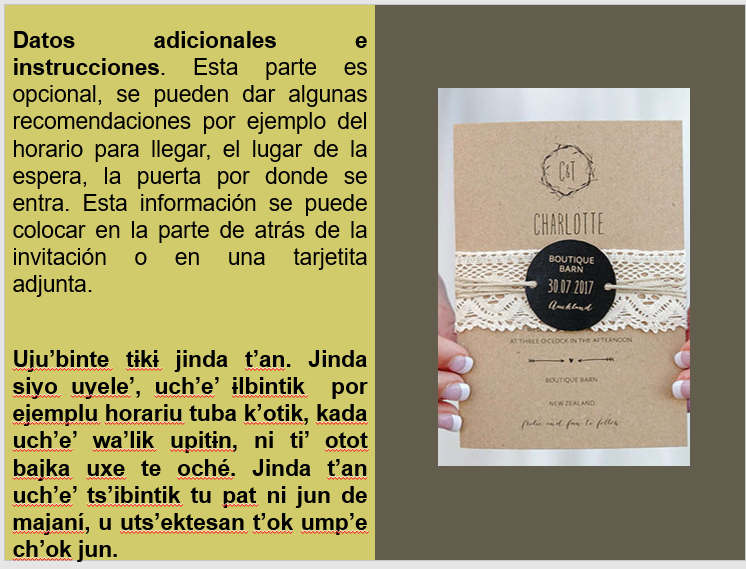 Datos adicionales e
instrucciones. Esta parte es
opcional, se pueden dar algunas
recomendaciones por ejemplo del
horario para llegar, el lugar de la
espera, la puerta por donde se
entra. Esta información se puede
colocar en la parte de atrás de la
invitación o en una tarjetita
adjunta.
Uju’binte tɨkɨ jinda t’an. Jinda
siyo uyele’, uch’e’ ɨlbintik por
ejemplu horariu tuba k’otik, kada
uch’e’ wa’lik upitɨn, ni ti’ otot
bajka uxe te oché. Jinda t’an
uch’e’ ts’ibintik tu pat ni jun de
majaní, u uts’ektesan t’ok ump’e
ch’ok jun.
C&T
CHARLOTTE
BOUTIQUE
BARN
30.07.2017
Auckland
AT THREE O'CLOCK IN THE AFTERNOON
BOUTIQUE BARN
NEW ZEALAND
frolic and fun to follow